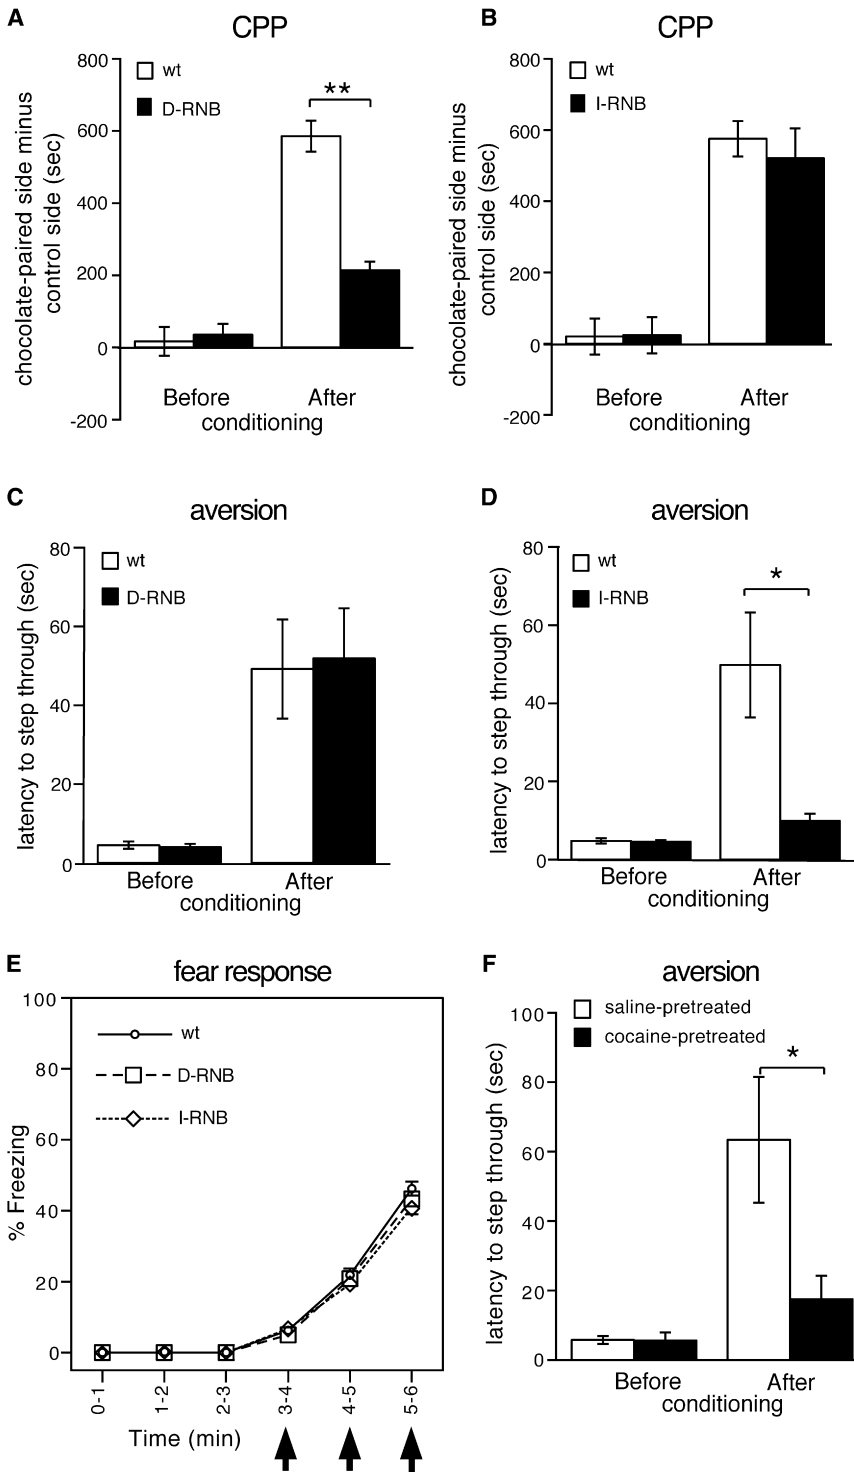 A
CPP
chocolate-paired side minus
control side (sec)
800
600
400
200
0
-200
wt
D-RNB
**
Before
After
conditioning
B
CPP
chocolate-paired side minus
control side (sec)
800
600
400
200
0
-200
wt
I-RNB
Before
After
conditioning
C
aversion
latency to step through (sec)
80
60
40
20
0
wt
D-RNB
Before
After
conditioning
D
aversion
latency to step through (sec)
80
60
40
20
0
wt
I-RNB
*
Before
After
conditioning
E
fear response
% Freezing
100
80
60
40
20
0
wt
D-RNB
I-RNB
0-1
1-2
2-3
3-4
4-5
5-6
Time (min)
F
aversion
latency to step through (sec)
100
80
60
40
20
0
saline-pretreated
cocaine-pretreated
*
Before
After
conditioning